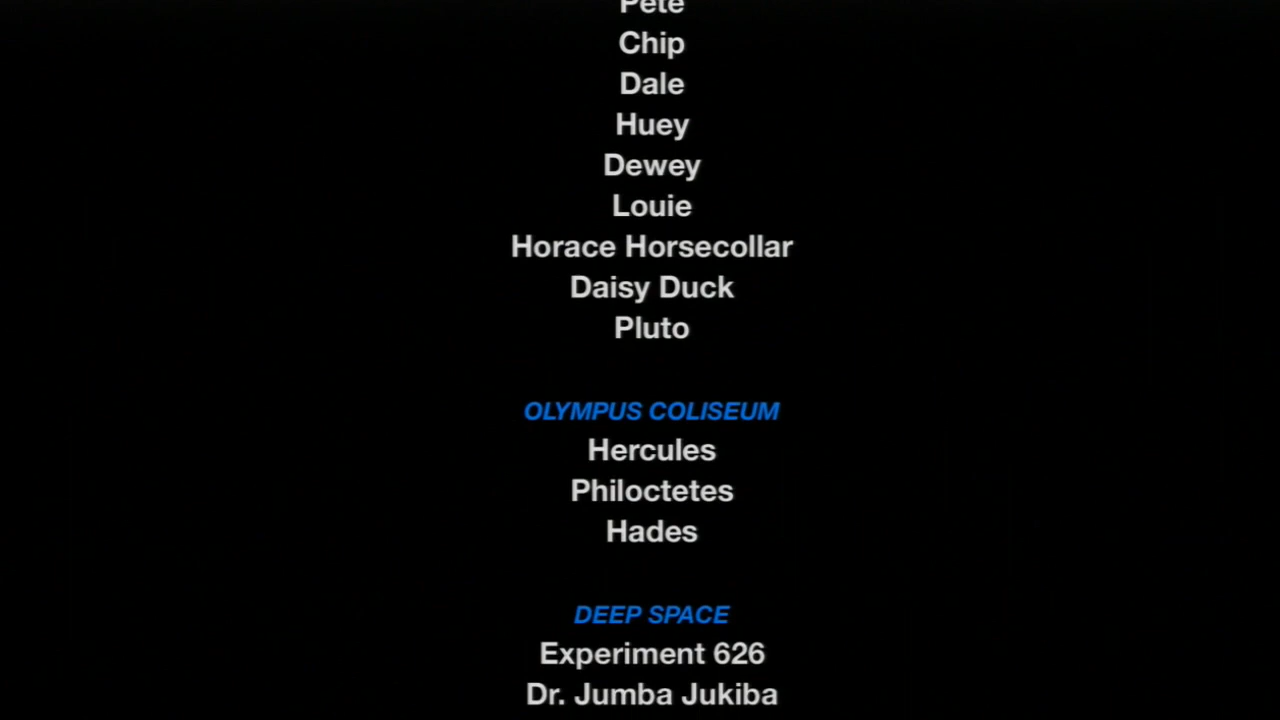 Pete
Chip
Dale
Huey
Dewey
Louie
Horace Horsecollar
Daisy Duck
Pluto
OLYMPUS COLISEUM
Hercules
Philoctetes
Hades
DEEP SPACE
Experiment 626
Dr. Jumba Jukiba